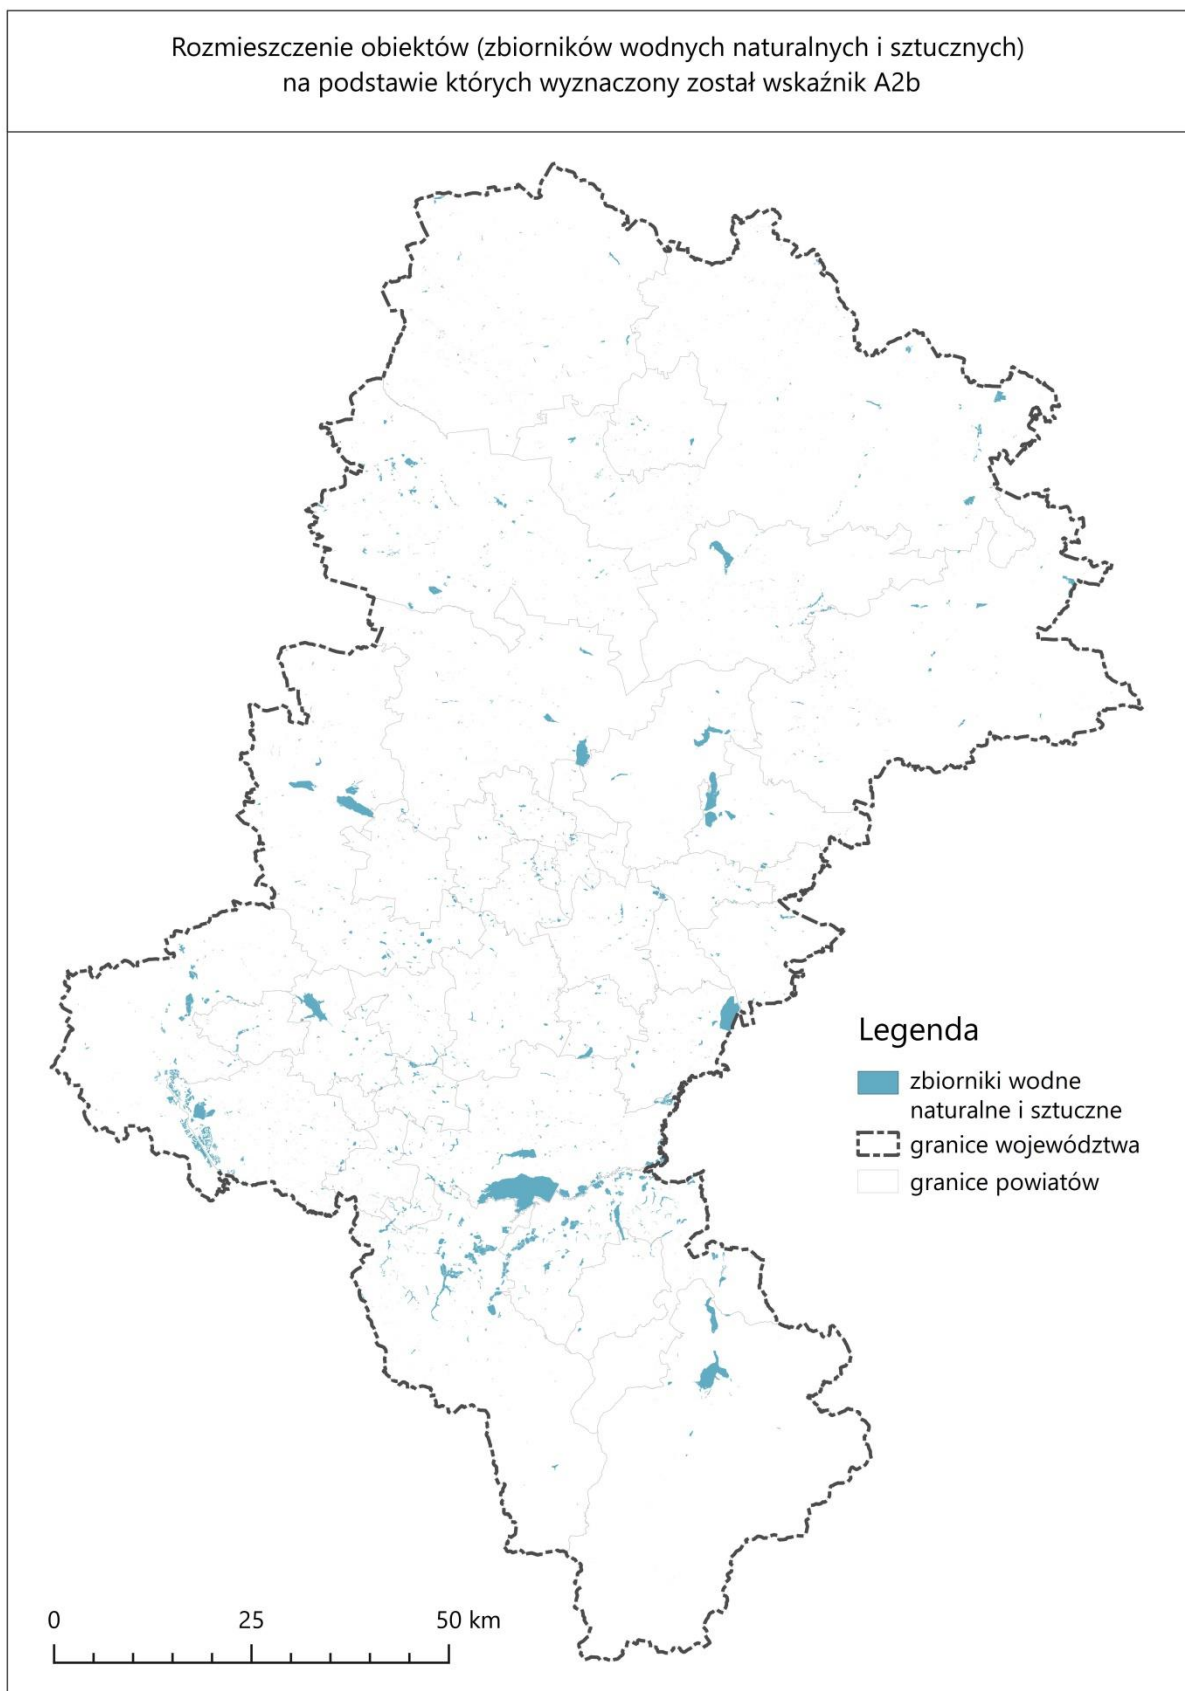 Rozmieszczenie obiektów (zbiorników wodnych naturalnych i sztucznych)
na podstawie których wyznaczony został wskaźnik A2b
Legenda
zbiorniki wodne
naturalne i sztuczne
granice województwa
granice powiatów
0 25 50 km